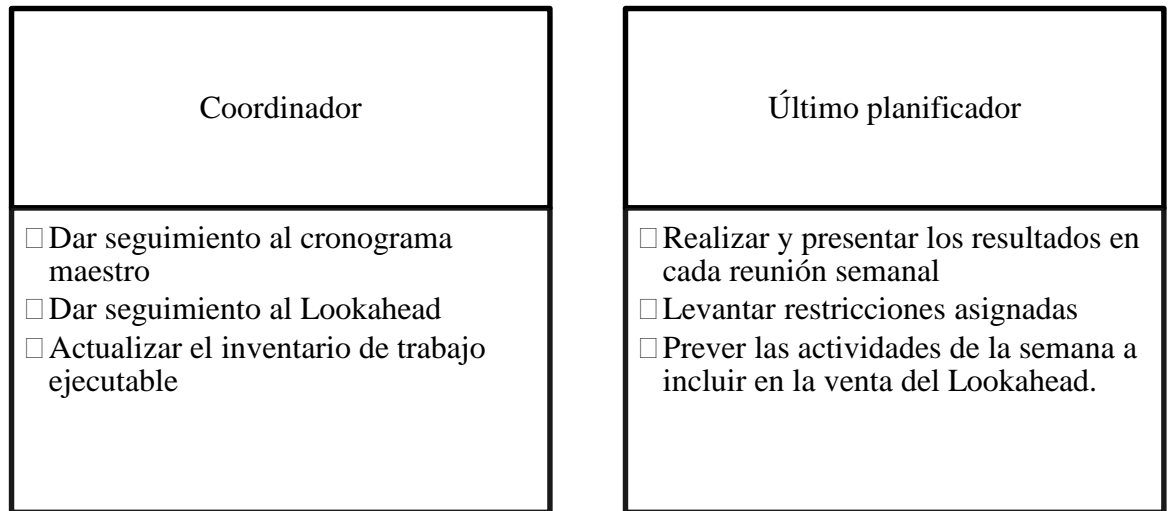 Coordinador
□Dar seguimiento al cronograma
maestro
□Dar seguimiento al Lookahead
□Actualizar el inventario de trabajo
ejecutable
Último planificador
□Realizar y presentar los resultados en
cada reunión semanal
□Levantar restricciones asignadas
□Prever las actividades de la semana a
incluir en la venta del Lookahead.